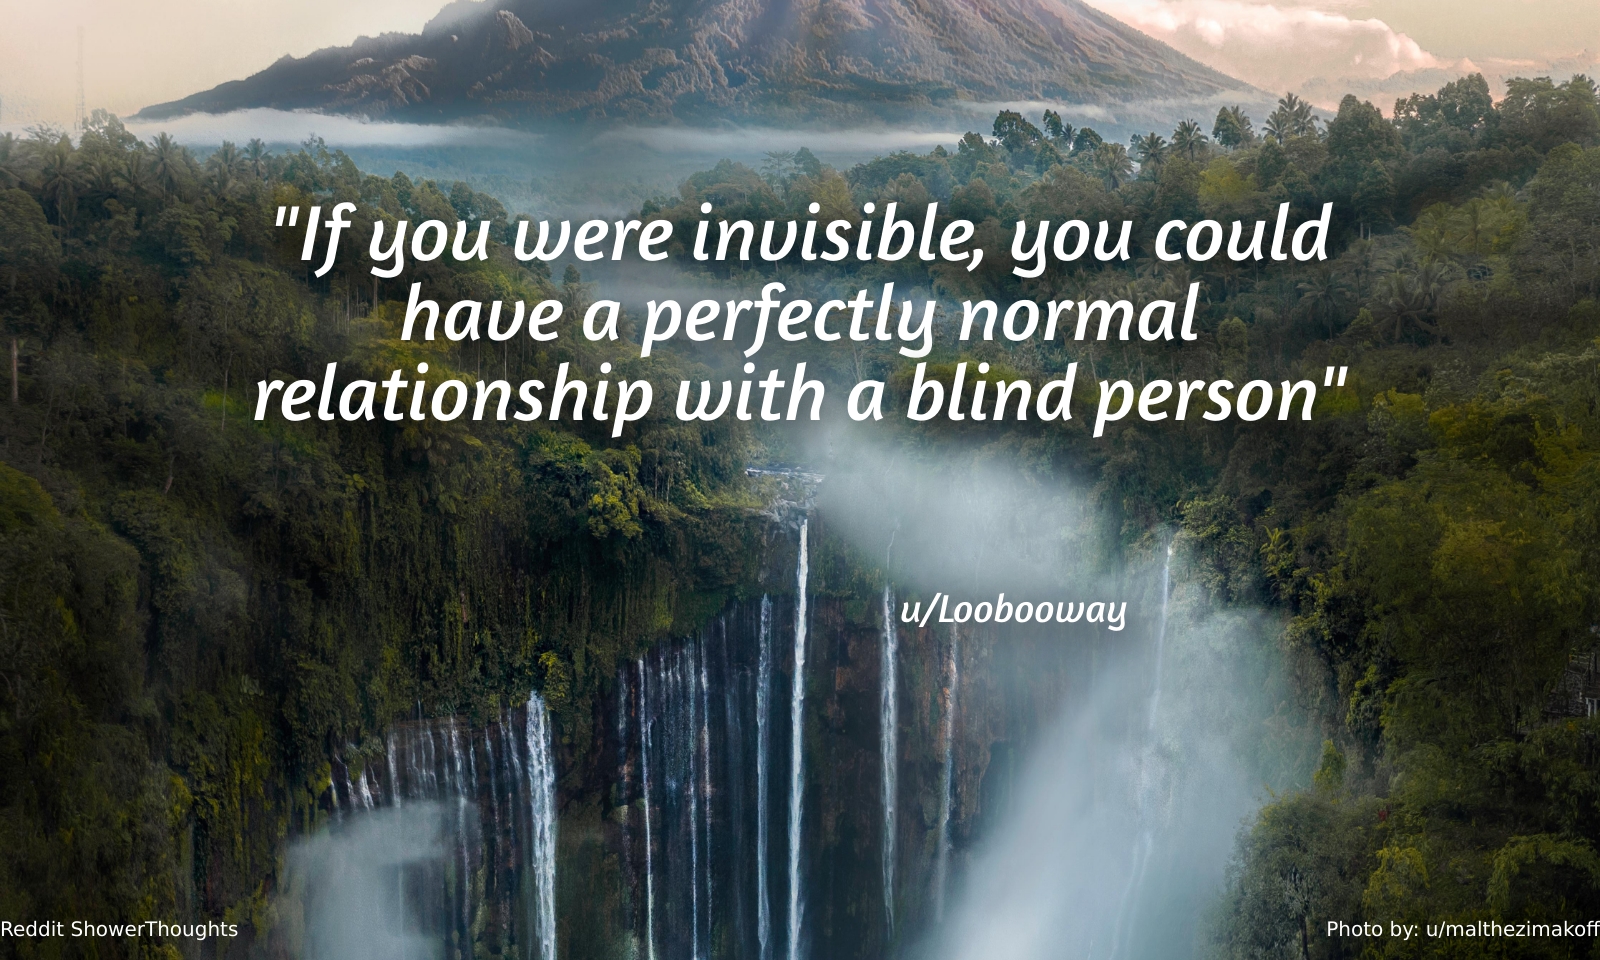 "If you were invisible, you could
have a perfectly normal
relationship with a blind person"
u/Loobooway
Reddit ShowerThoughts
Photo by: u/malthezimakoff